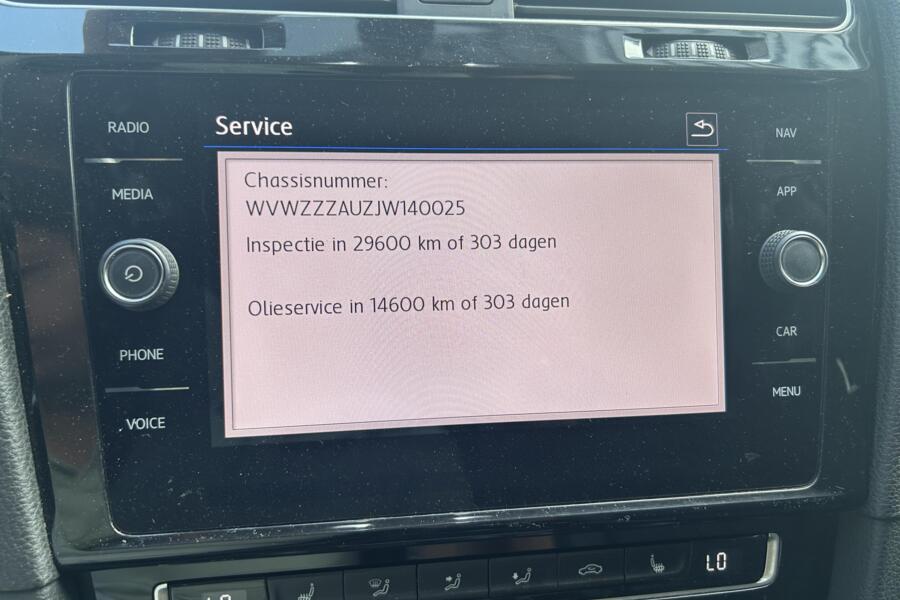 RADIO
Service
NAV
MEDIA
APP
Chassisnummer:
WVWZZZAUZJW140025
Inspectie in 29600 km of 303 dagen
Olieservice in 14600 km of 303 dagen
PHONE
CAR
VOICE
MENU
LO
LO